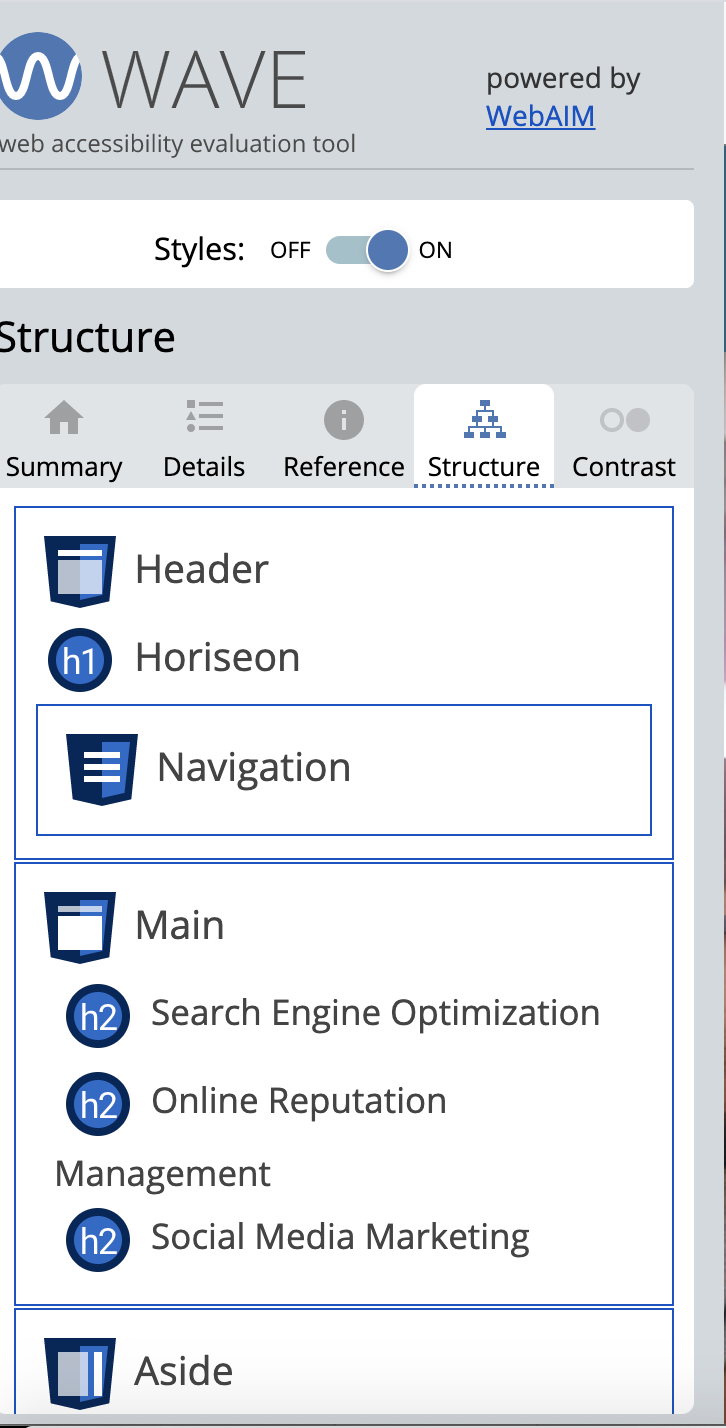 WAVE
powered by
WebAIM
web accessibility evaluation tool
Styles: OFF ON
Structure
Summary Details Reference Structure Contrast
Header
h1 Horiseon
Navigation
Main
h2 Search Engine Optimization
h2 Online Reputation
Management
h2 Social Media Marketing
Aside